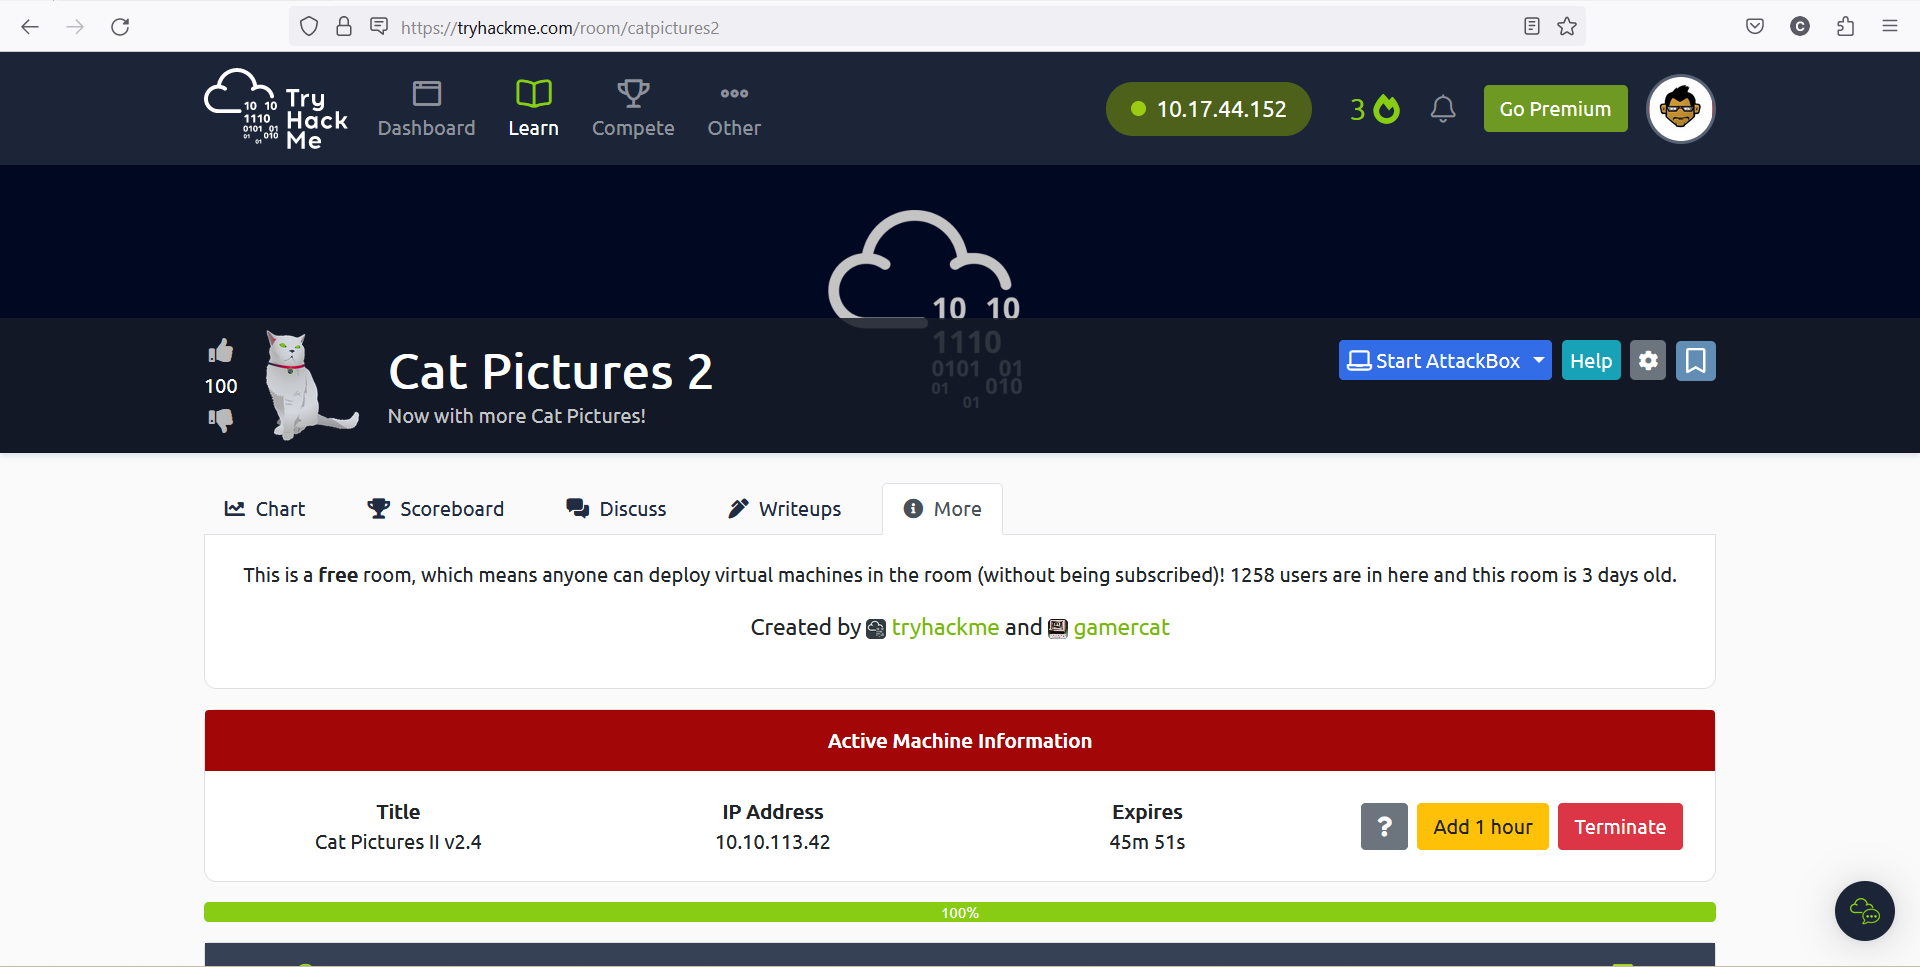 https://tryhackme.com/room/catpictures2
C
10 10
1110
0101 01
01 010
01
Try
Hack
Me
Dashboard
Learn
Compete
Other
10.17.44.152
3
Go Premium
10 10
1110
0101 01
01 010
01
100
Cat Pictures 2
Now with more Cat Pictures!
Start AttackBox
Help
Chart
Scoreboard
Discuss
Writeups
More
This is a free room, which means anyone can deploy virtual machines in the room (without being subscribed)! 1258 users are in here and this room is 3 days old.
Created by tryhackme and gamercat
Active Machine Information
Title
IP Address
Expires
Cat Pictures II v2.4
10.10.113.42
45m 51s
?
Add 1 hour
Terminate
100%